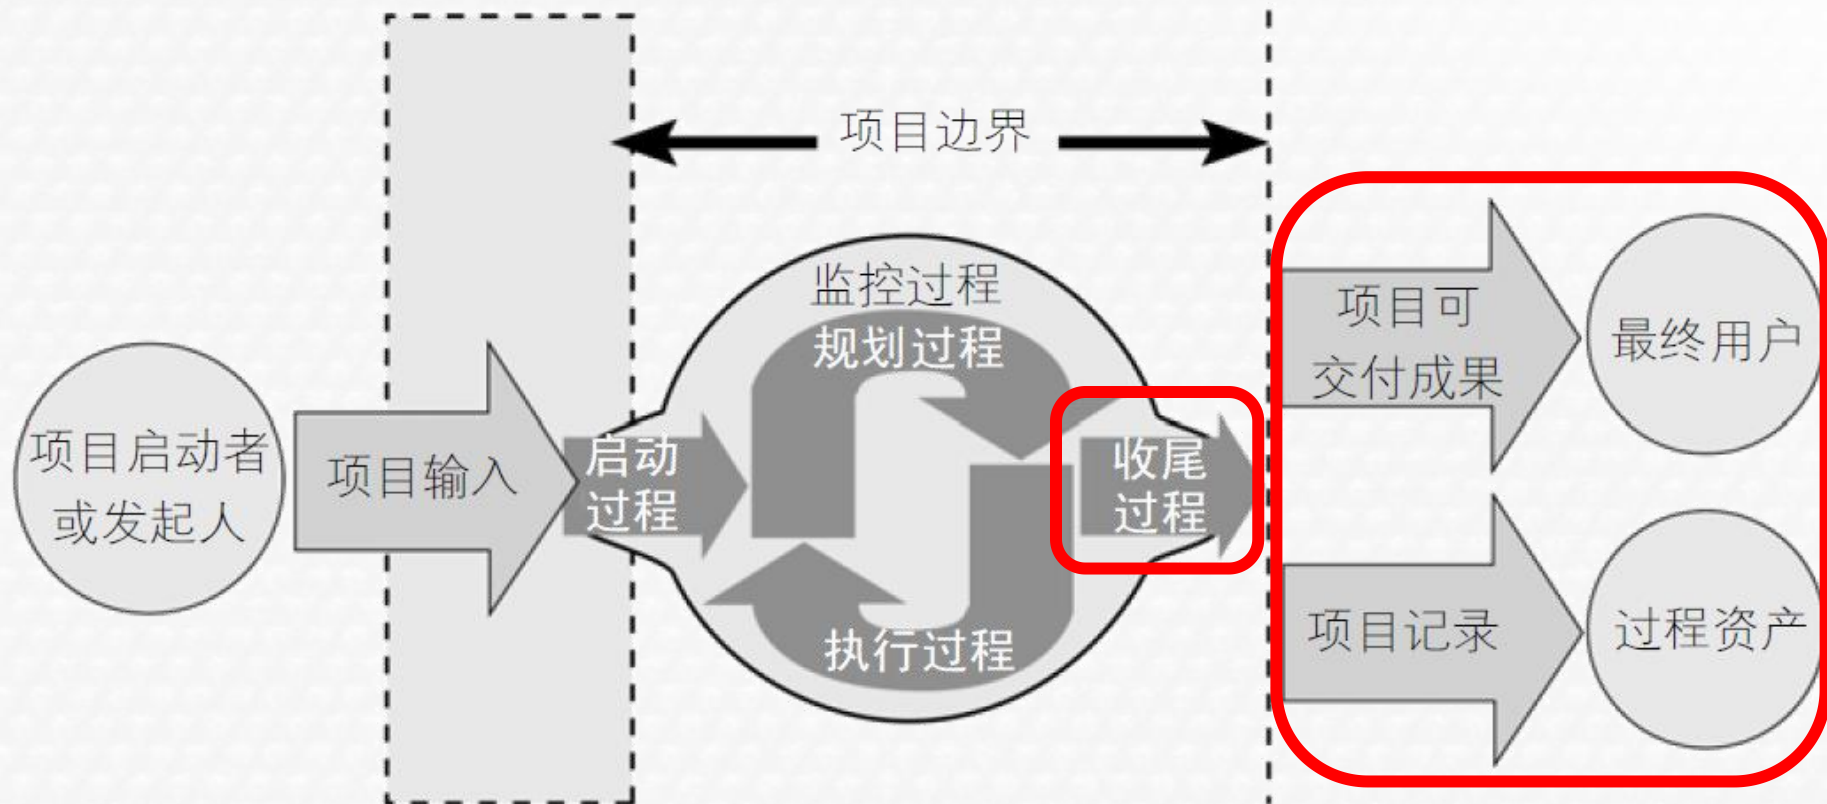 项目边界
监控过程
规划过程
项目启动者
或发起人
项目输入
启动
过程
执行过程
收尾
过程
项目可
交付成果
最终用户
项目记录
过程资产